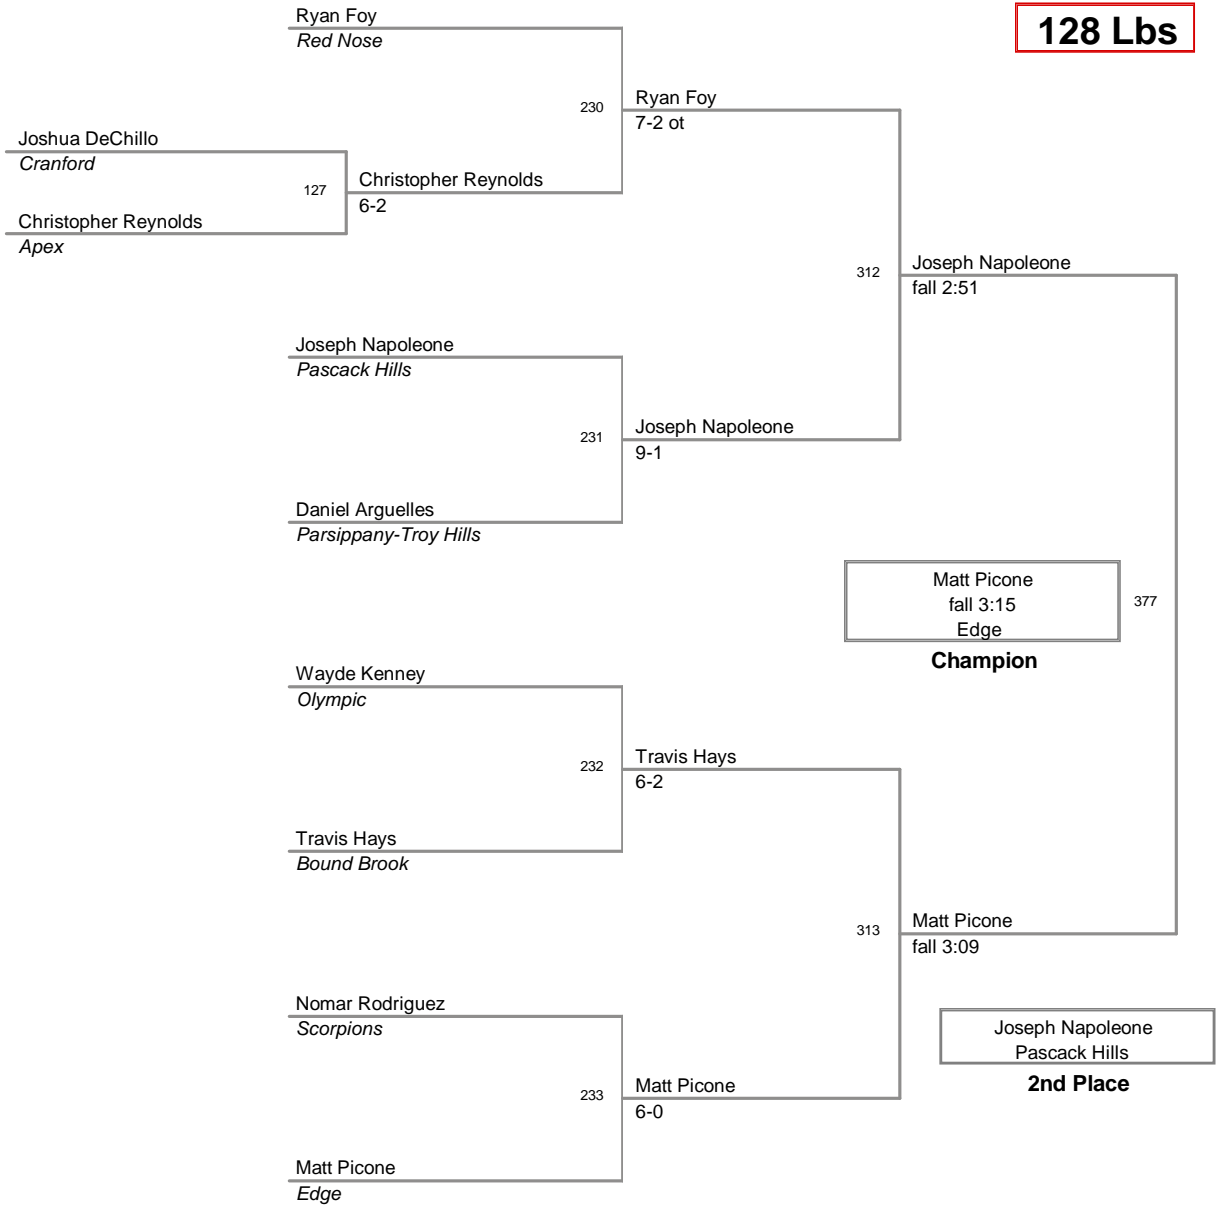 128 Lbs
Ryan Foy
Red Nose
230
Ryan Foy
7-2 ot
Joshua DeChillo
Cranford
127
Christopher Reynolds
6-2
Christopher Reynolds
Apex
312
Joseph Napoleone
fall 2:51
Joseph Napoleone
Pascack Hills
231
Joseph Napoleone
9-1
Daniel Arguelles
Parsippany-Troy Hills
Matt Picone
fall 3:15
Edge
377
Champion
Wayde Kenney
Olympic
232
Travis Hays
6-2
Travis Hays
Bound Brook
313
Matt Picone
fall 3:09
Nomar Rodriguez
Scorpions
Joseph Napoleone
Pascack Hills
2nd Place
233
Matt Picone
6-0
Matt Picone
Edge